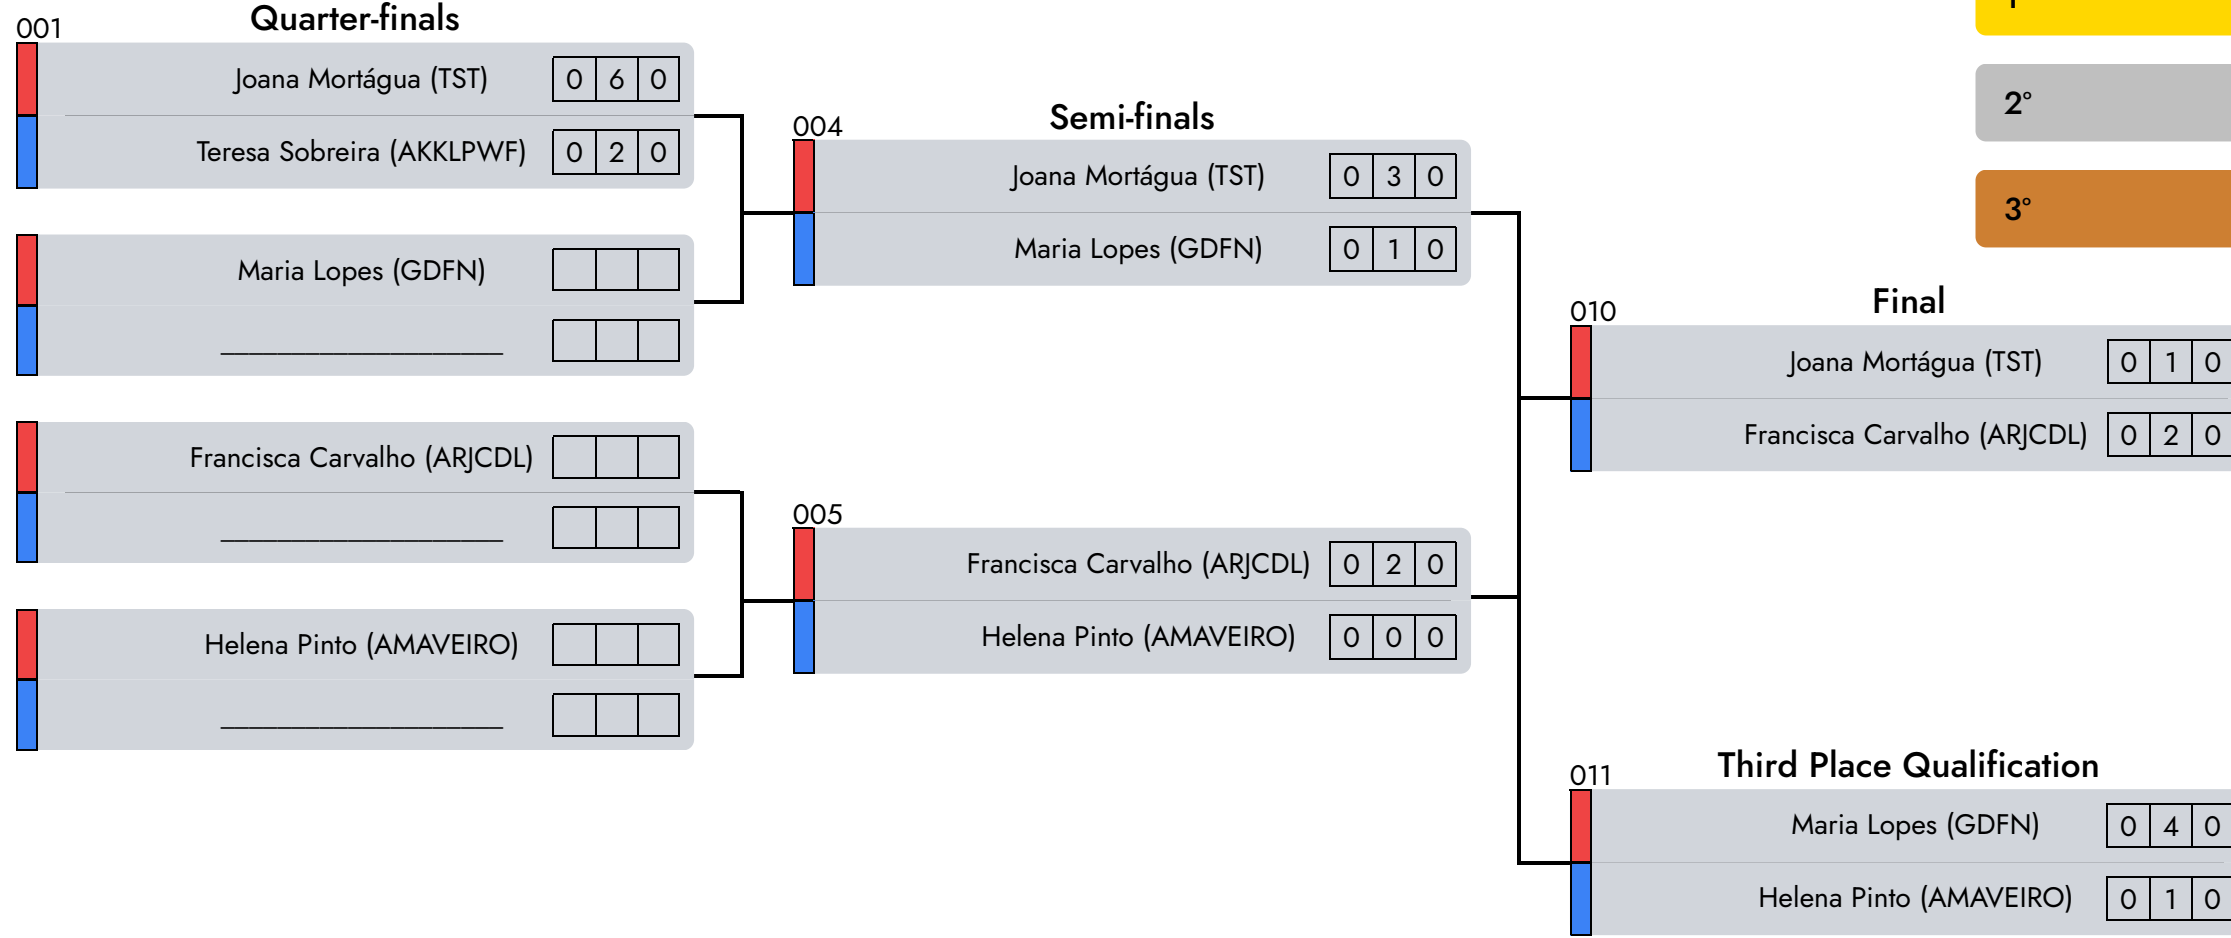 Quarter-finals
001
Joana Mortágua (TST) 0 6 0
Teresa Sobreira (AKKLPWF) 0 2 0
Maria Lopes (GDFN)
____________________
Francisca Carvalho (ARJCDL)
____________________
Helena Pinto (AMAVEIRO)
____________________
Semi-finals
004
Joana Mortágua (TST) 0 3 0
Maria Lopes (GDFN) 0 1 0
005
Francisca Carvalho (ARJCDL) 0 2 0
Helena Pinto (AMAVEIRO) 0 0 0
2°
3°
Final
010
Joana Mortágua (TST) 0 1 0
Francisca Carvalho (ARJCDL) 0 2 0
Third Place Qualification
011
Maria Lopes (GDFN) 0 4 0
Helena Pinto (AMAVEIRO) 0 1 0